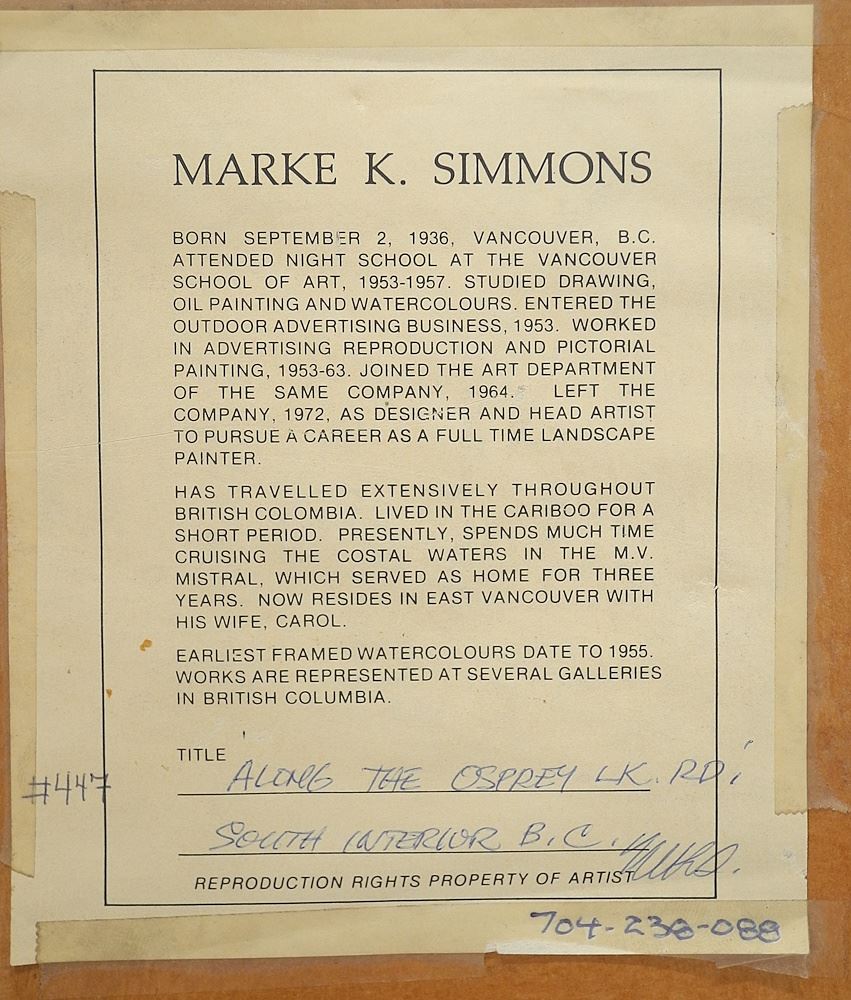 MARKE K. SIMMONS
BORN SEPTEMBER 2, 1936, VANCOUVER, B.C.
ATTENDED NIGHT SCHOOL AT THE VANCOUVER
SCHOOL OF ART, 1953-1957. STUDIED DRAWING,
OIL PAINTING AND WATERCOLOURS. ENTERED THE
OUTDOOR ADVERTISING BUSINESS, 1953. WORKED
IN ADVERTISING REPRODUCTION AND PICTORIAL
PAINTING, 1953-63. JOINED THE ART DEPARTMENT
OF THE SAME COMPANY, 1964. LEFT THE
COMPANY, 1972, AS DESIGNER AND HEAD ARTIST
TO PURSUE A CAREER AS A FULL TIME LANDSCAPE
PAINTER.
HAS TRAVELLED EXTENSIVELY THROUGHOUT
BRITISH COLOMBIA. LIVED IN THE CARIBOO FOR A
SHORT PERIOD. PRESENTLY, SPENDS MUCH TIME
CRUISING THE COSTAL WATERS IN THE M.V.
MISTRAL, WHICH SERVED AS HOME FOR THREE
YEARS. NOW RESIDES IN EAST VANCOUVER WITH
HIS WIFE, CAROL.
EARLIEST FRAMED WATERCOLOURS DATE TO 1955.
WORKS ARE REPRESENTED AT SEVERAL GALLERIES
IN BRITISH COLUMBIA.
TITLE ALONG THE OSPREY LK. RD;
#447
SOUTH INTERIOR B.C.
REPRODUCTION RIGHTS PROPERTY OF ARTIST
704-238-088